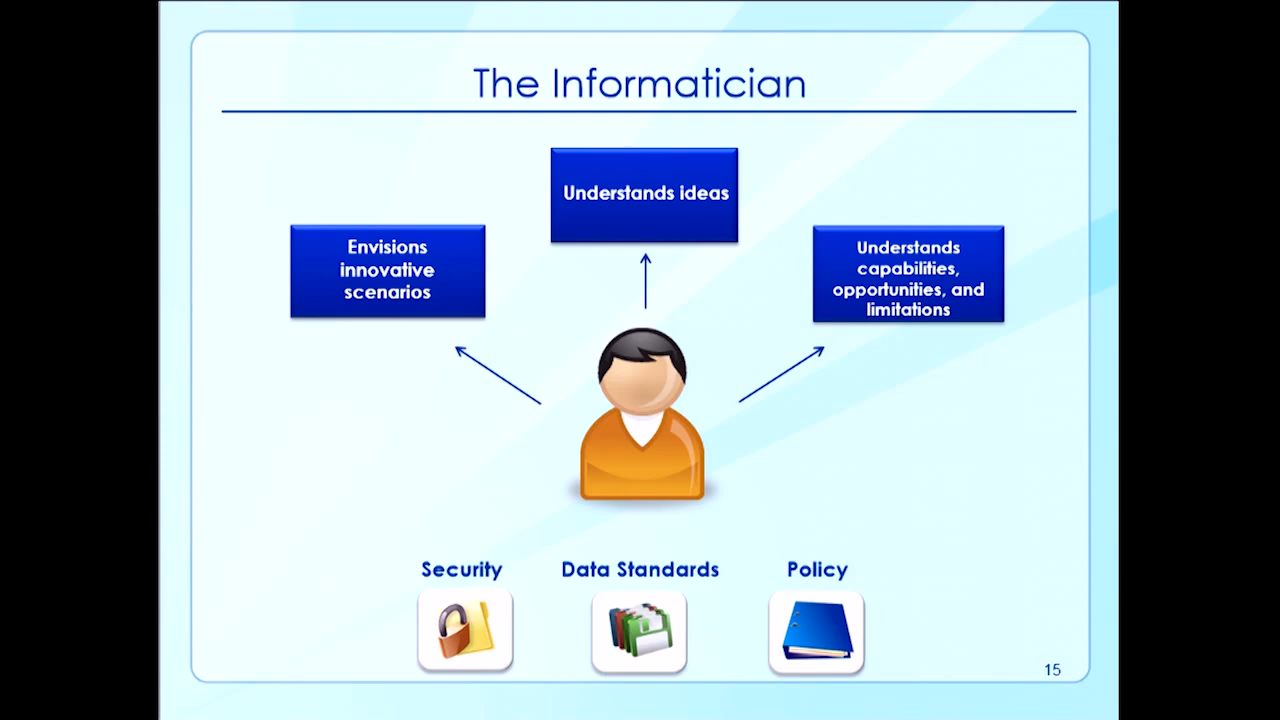 The Informatician
Understands ideas
Envisions
innovative
scenarios
Understands
capabilities,
opportunities, and
limitations
Security
Data Standards
Policy
15